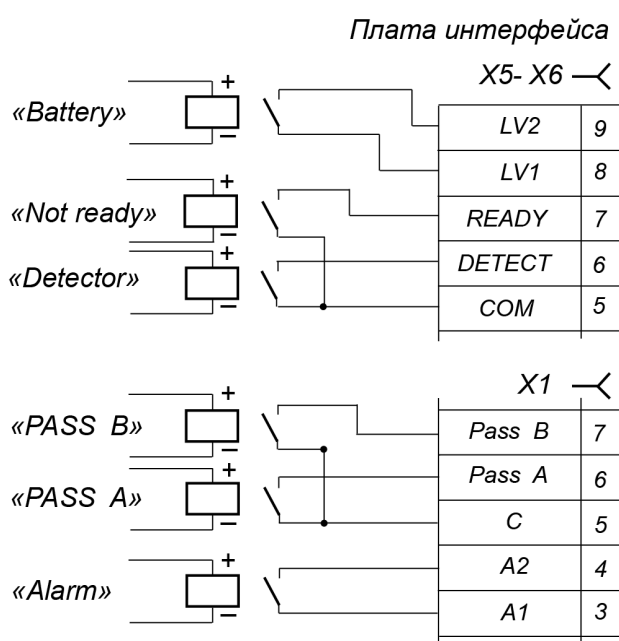 Плата интерфейса
X5- X6
+
«Battery»
−
LV2 9
LV1 8
+
«Not ready»
−
READY 7
+
«Detector»
−
DETECT 6
COM 5
X1
+
«PASS B»
−
Pass B 7
+
«PASS A»
−
Pass A 6
C 5
+
«Alarm»
−
A2 4
A1 3